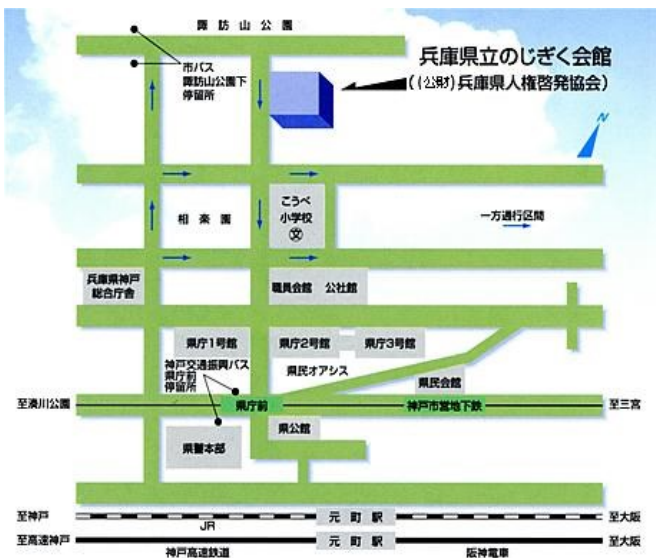 諏訪山公園
市バス
諏訪山公園下
停留所
兵庫県立のじぎく会館
((公財)兵庫県人権啓発協会)
N
相楽園
こうべ
小学校
文
一方通行区間
兵庫県神戸
総合庁舎
職員会館 公社館
県庁1号館
県庁2号館
県庁3号館
神戸交通振興バス
県庁前
停留所
県民オアシス
県民会館
至湊川公園
県庁前
神戸市営地下鉄
至三宮
県公館
県警本部
至神戸
JR
元町駅
至大阪
至高速神戸
神戸高速鉄道
元町駅
阪神電車
至大阪